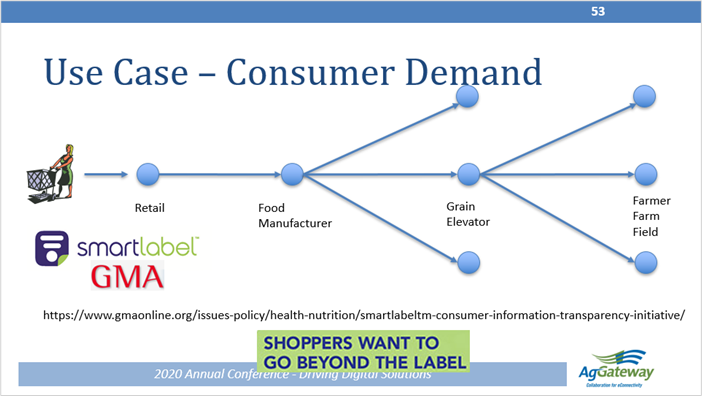 53
Use Case – Consumer Demand
Retail
Food
Manufacturer
Grain
Elevator
Farmer
Farm
Field
smartlabel™
GMA
https://www.gmaonline.org/issues-policy/health-nutrition/smartlabeltm-consumer-information-transparency-initiative/
SHOPPERS WANT TO
GO BEYOND THE LABEL
2020 Annual Conference - Driving Digital Solutions
AgGateway
Collaboration for eConnectivity